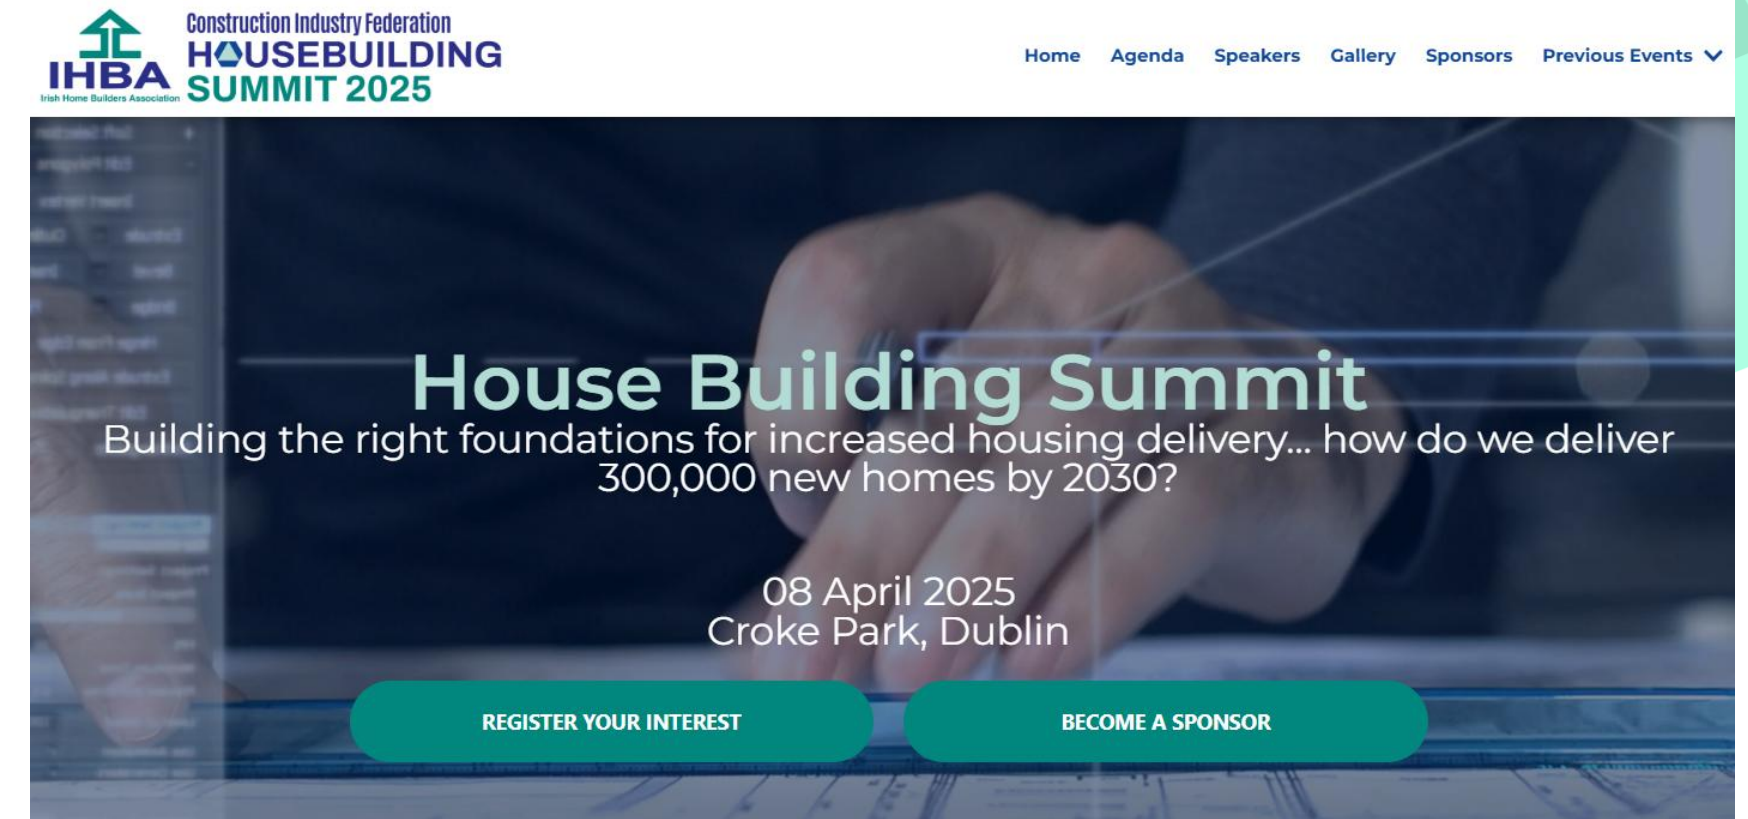 Construction Industry Federation
HOUSEBUILDING
SUMMIT 2025
IHBA
Irish Home Builders Association
Home Agenda Speakers Gallery Sponsors Previous Events
House Building Summit
Building the right foundations for increased housing delivery... how do we deliver
300,000 new homes by 2030?
08 April 2025
Croke Park, Dublin
REGISTER YOUR INTEREST BECOME A SPONSOR